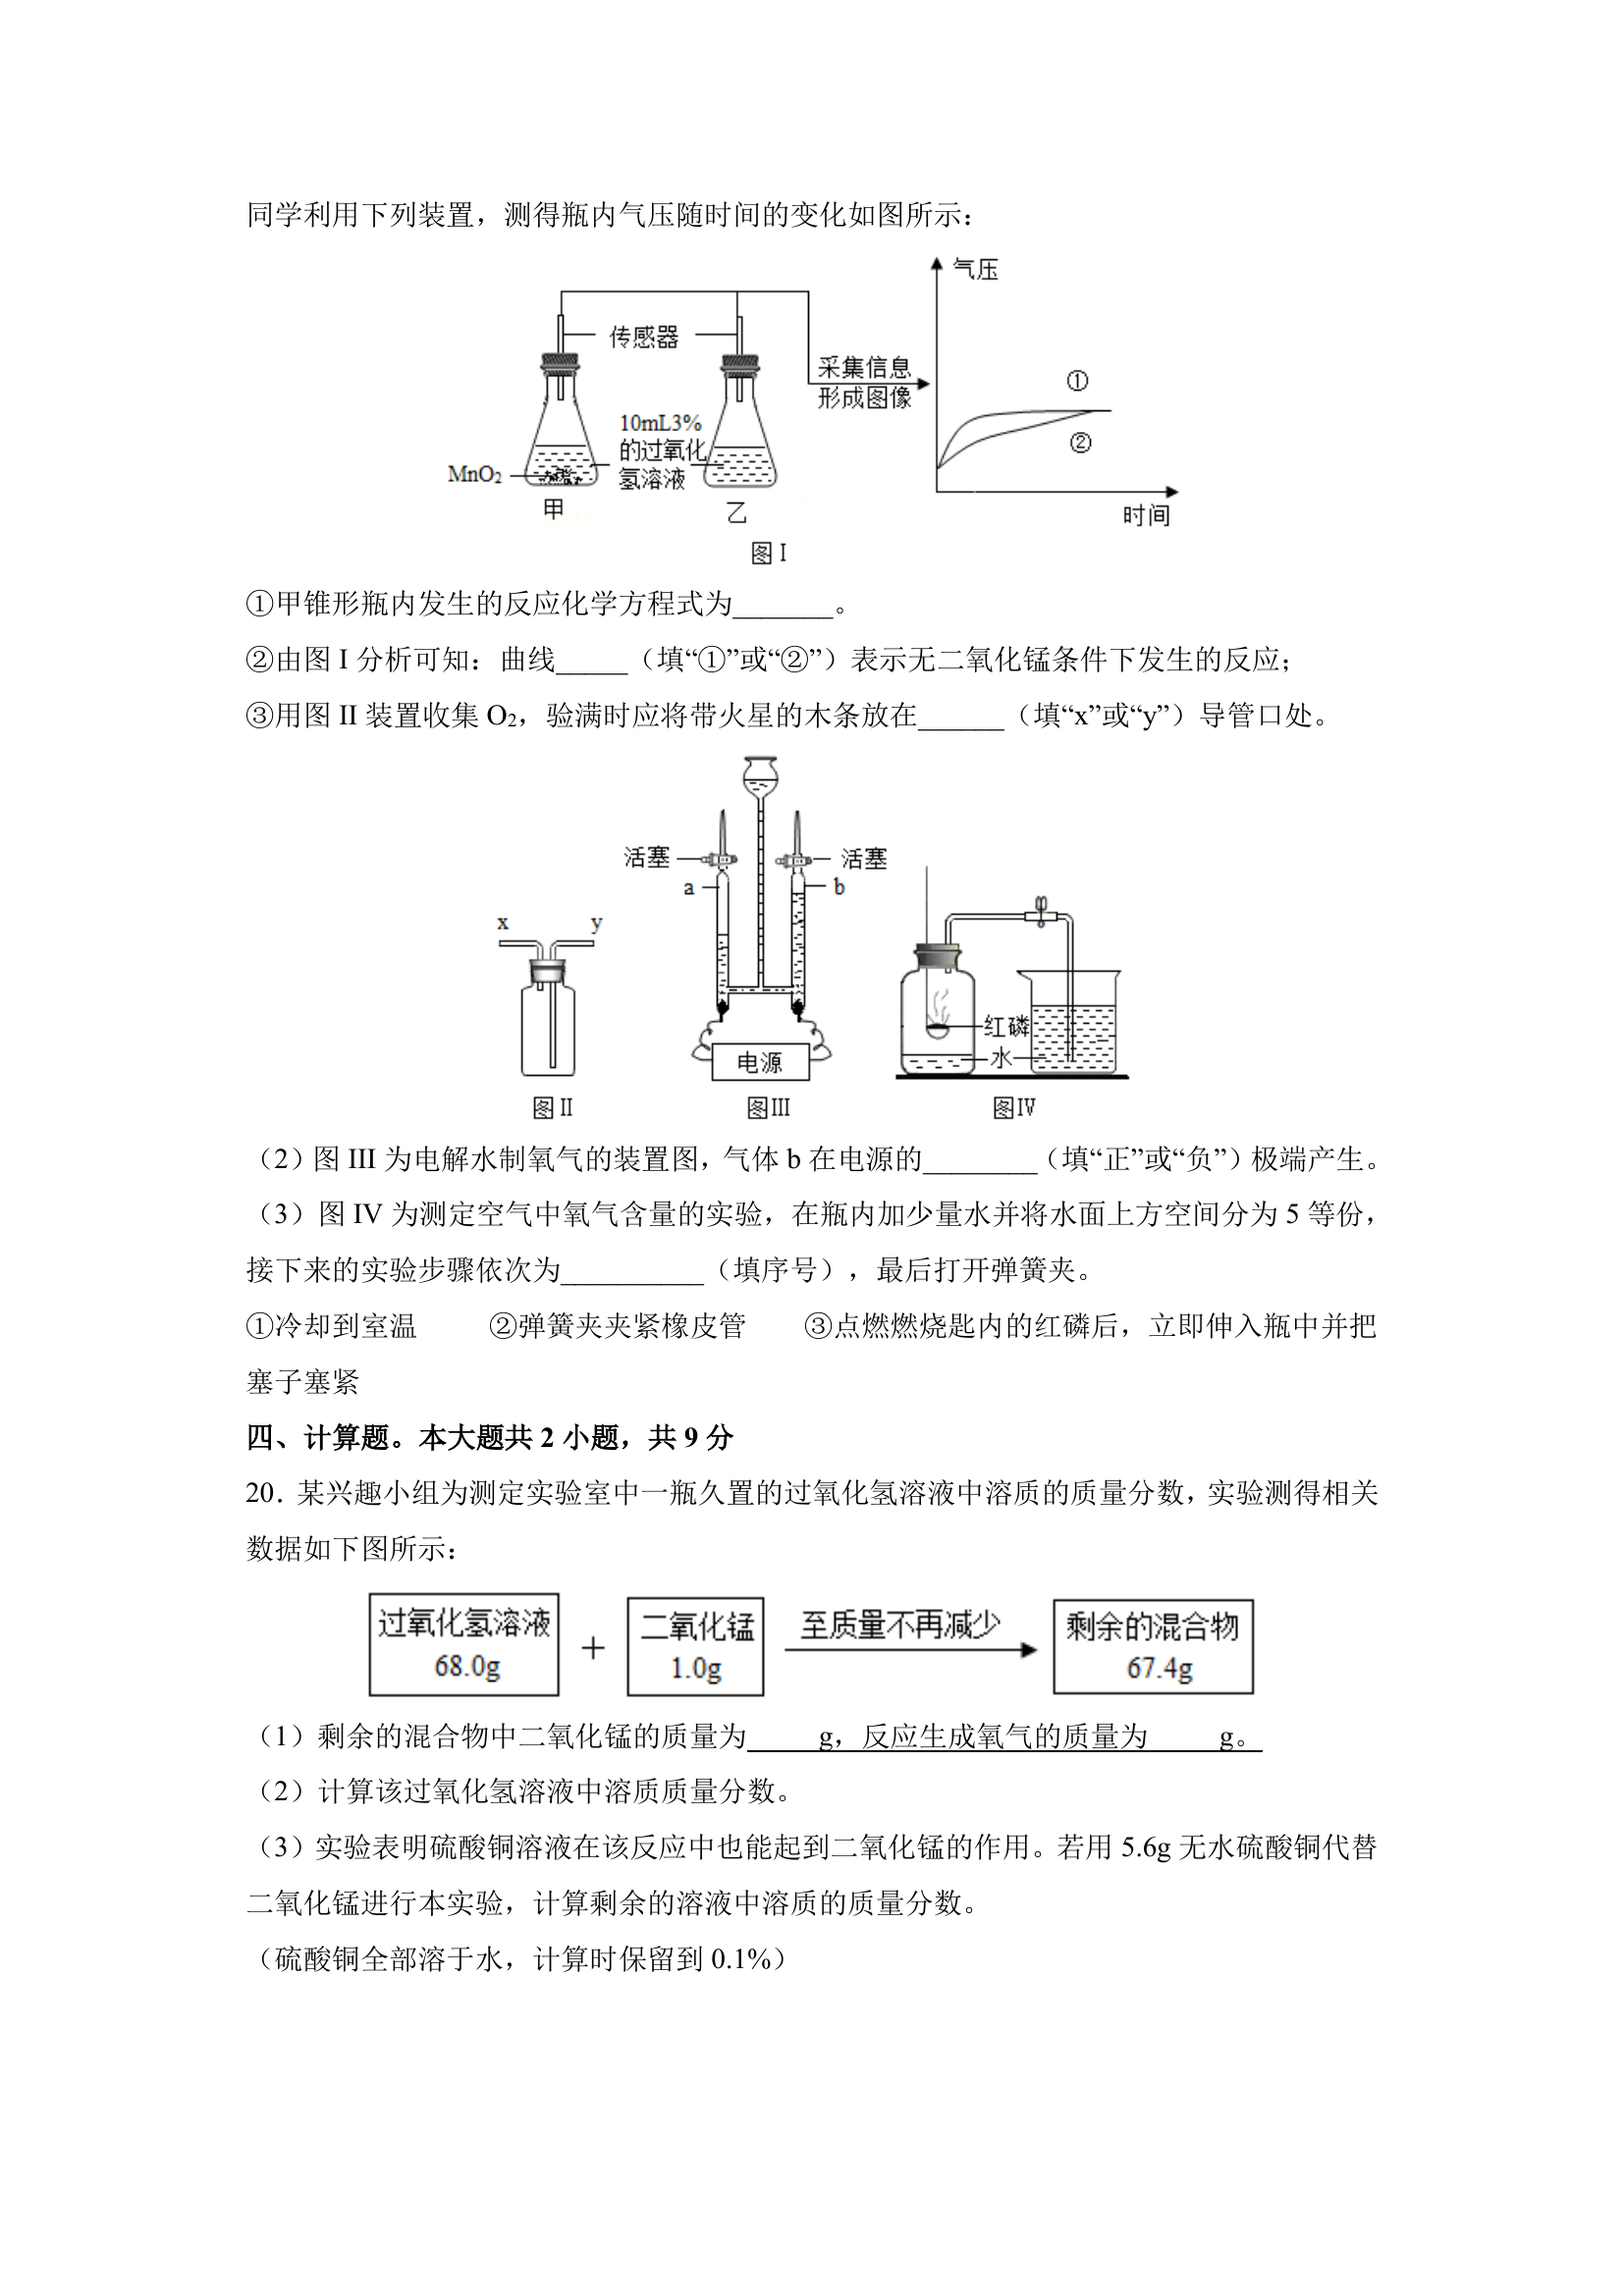 同学利用下列装置，测得瓶内气压随时间的变化如图所示：
气压
传感器
采集信息
形成图像
①
②
10mL3%
的过氧化
氢溶液
MnO₂
甲
乙
时间
图Ⅰ
①甲锥形瓶内发生的反应化学方程式为_______。
②由图 I 分析可知：曲线_____（填“①”或“②”）表示无二氧化锰条件下发生的反应；
③用图 II 装置收集 O₂，验满时应将带火星的木条放在______（填“x”或“y”）导管口处。
活塞
活塞
a
b
x
y
红磷
水
电源
图Ⅱ
图Ⅲ
图Ⅳ
（2）图 III 为电解水制氧气的装置图，气体 b 在电源的________（填“正”或“负”）极端产生。
（3）图 IV 为测定空气中氧气含量的实验，在瓶内加少量水并将水面上方空间分为 5 等份，
接下来的实验步骤依次为__________（填序号），最后打开弹簧夹。
①冷却到室温 ②弹簧夹夹紧橡皮管 ③点燃燃烧匙内的红磷后，立即伸入瓶中并把
塞子塞紧
四、计算题。本大题共 2 小题，共 9 分
20．某兴趣小组为测定实验室中一瓶久置的过氧化氢溶液中溶质的质量分数，实验测得相关
数据如下图所示：
过氧化氢溶液
68.0g
+
二氧化锰
1.0g
至质量不再减少
剩余的混合物
67.4g
（1）剩余的混合物中二氧化锰的质量为_____g，反应生成氧气的质量为_____g。
（2）计算该过氧化氢溶液中溶质质量分数。
（3）实验表明硫酸铜溶液在该反应中也能起到二氧化锰的作用。若用 5.6g 无水硫酸铜代替
二氧化锰进行本实验，计算剩余的溶液中溶质的质量分数。
（硫酸铜全部溶于水，计算时保留到 0.1%）